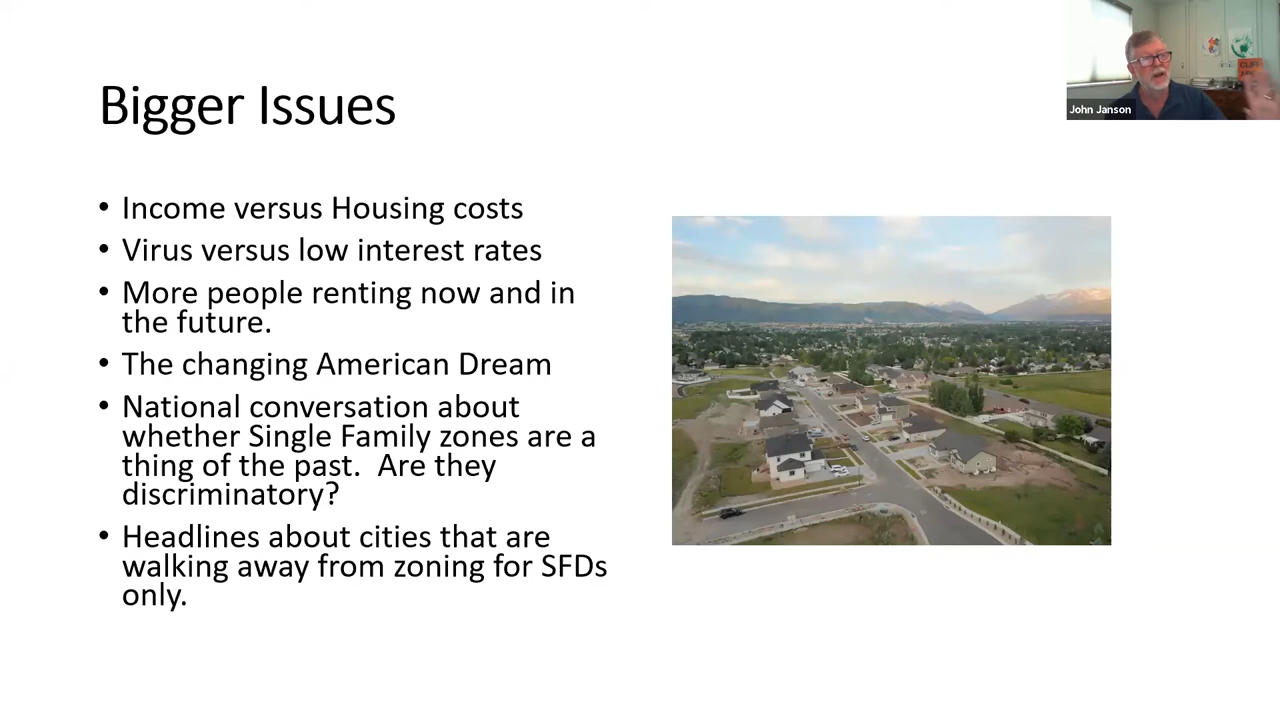 Bigger Issues
• Income versus Housing costs
• Virus versus low interest rates
• More people renting now and in
the future.
• The changing American Dream
• National conversation about
whether Single Family zones are a
thing of the past.  Are they
discriminatory?
• Headlines about cities that are
walking away from zoning for SFDs
only.
John Janson